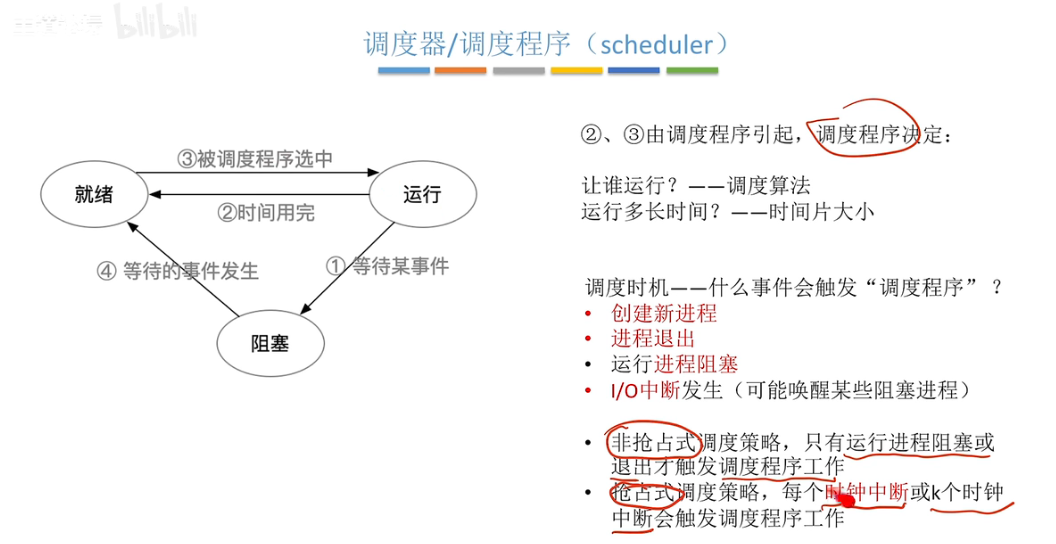 bilibili
调度器/调度程序（scheduler）
③被调度程序选中
就绪
运行
②时间用完
④ 等待的事件发生
① 等待某事件
阻塞
②、③由调度程序引起，调度程序决定：
让谁运行？——调度算法
运行多长时间？——时间片大小
调度时机——什么事件会触发“调度程序” ？
• 创建新进程
• 进程退出
• 运行进程阻塞
• I/O中断发生（可能唤醒某些阻塞进程）
• 非抢占式调度策略，只有运行进程阻塞或
退出才触发调度程序工作
• 抢占式调度策略，每个时钟中断或k个时钟
中断会触发调度程序工作